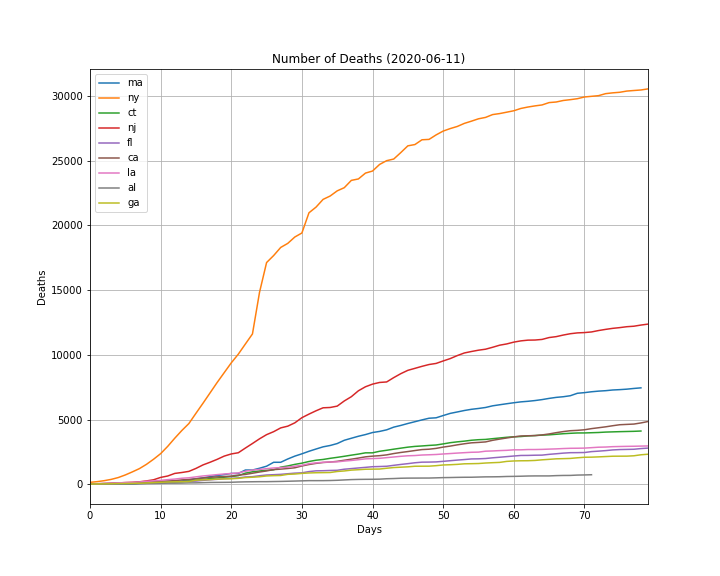 Number of Deaths (2020-06-11)
ma
ny
ct
nj
fl
ca
la
al
ga
30000
25000
20000
15000
10000
5000
0
Deaths
0 10 20 30 40 50 60 70
Days